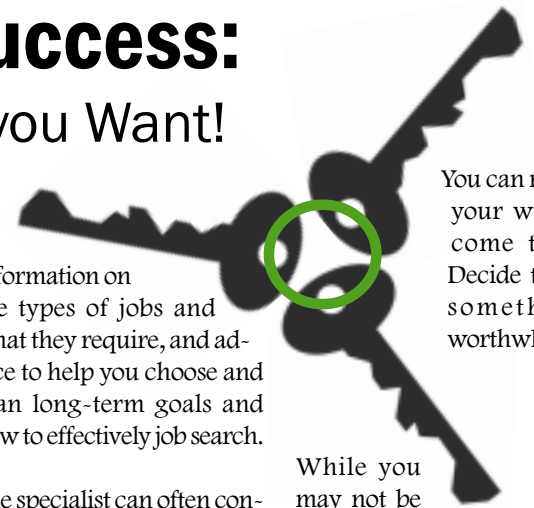 uccess:
you Want!
formation on
e types of jobs and
hat they require, and ad-
ce to help you choose and
an long-term goals and
w to effectively job search.
e specialist can often con-
While you
may not be
You can
your w
come t
Decide t
someth
worthwl